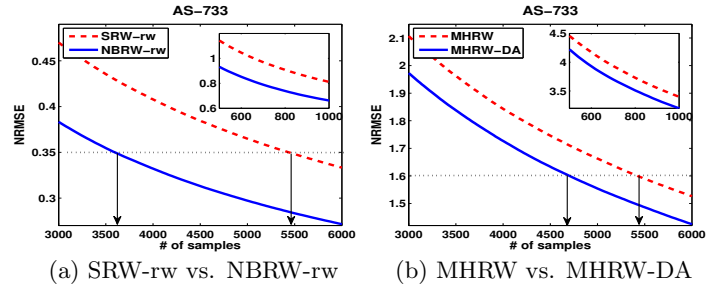 AS-733
SRW-rw
NBRW-rw
NRMSE
0.45
0.4
0.35
0.3
1
0.8
0.6
600 800 1000
3000 3500 4000 4500 5000 5500 6000
# of samples
(a) SRW-rw vs. NBRW-rw
AS-733
MHRW
MHRW-DA
NRMSE
2.1
2
1.9
1.8
1.7
1.6
1.5
4.5
4
3.5
600 800 1000
3000 3500 4000 4500 5000 5500 6000
# of samples
(b) MHRW vs. MHRW-DA